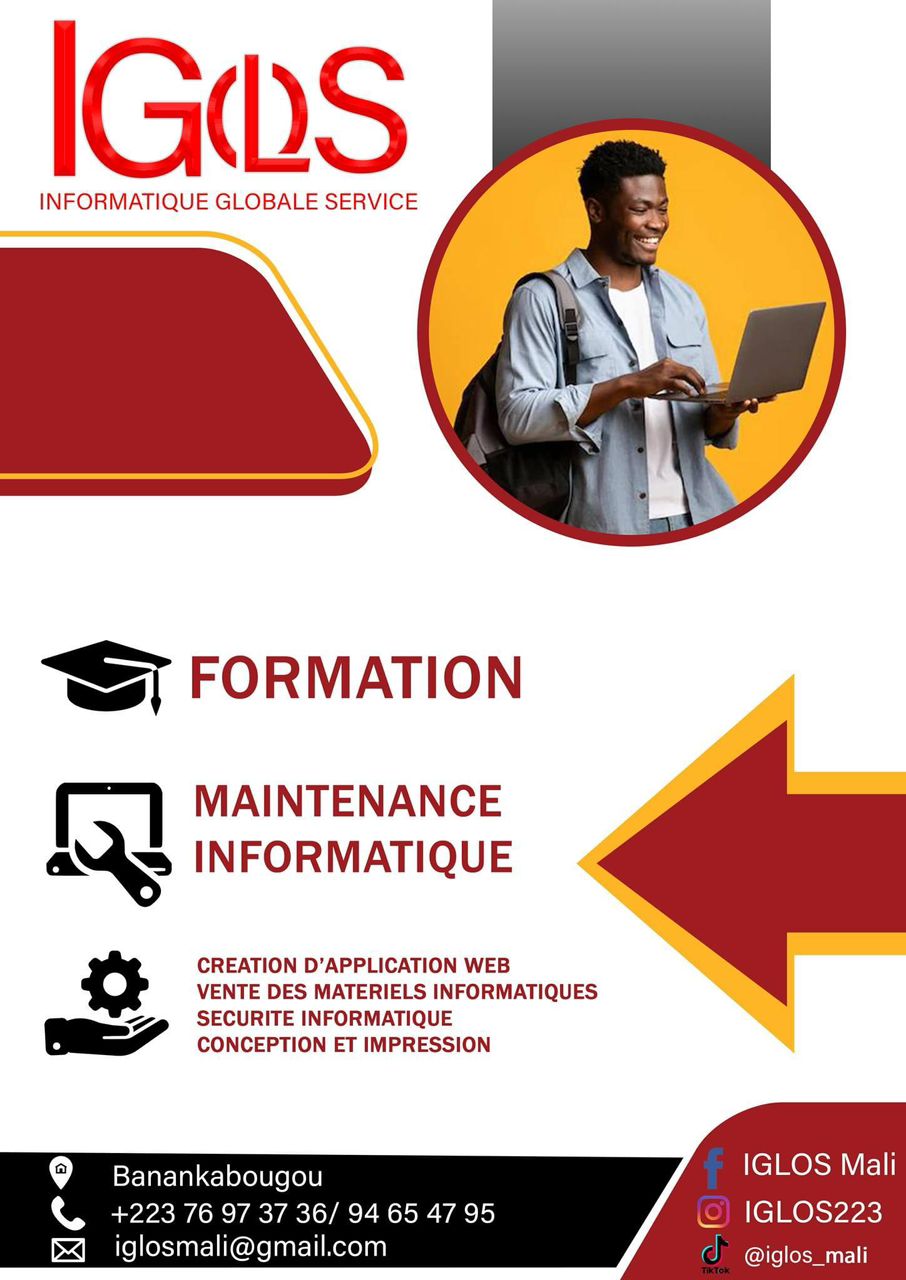 IGLOS
INFORMATIQUE GLOBALE SERVICE
FORMATION
MAINTENANCE
INFORMATIQUE
CREATION D’APPLICATION WEB
VENTE DES MATERIELS INFORMATIQUES
SECURITE INFORMATIQUE
CONCEPTION ET IMPRESSION
Banankabougou
+223 76 97 37 36/ 94 65 47 95
iglosmali@gmail.com
IGLOS Mali
IGLOS223
TikTok
@iglos_mali